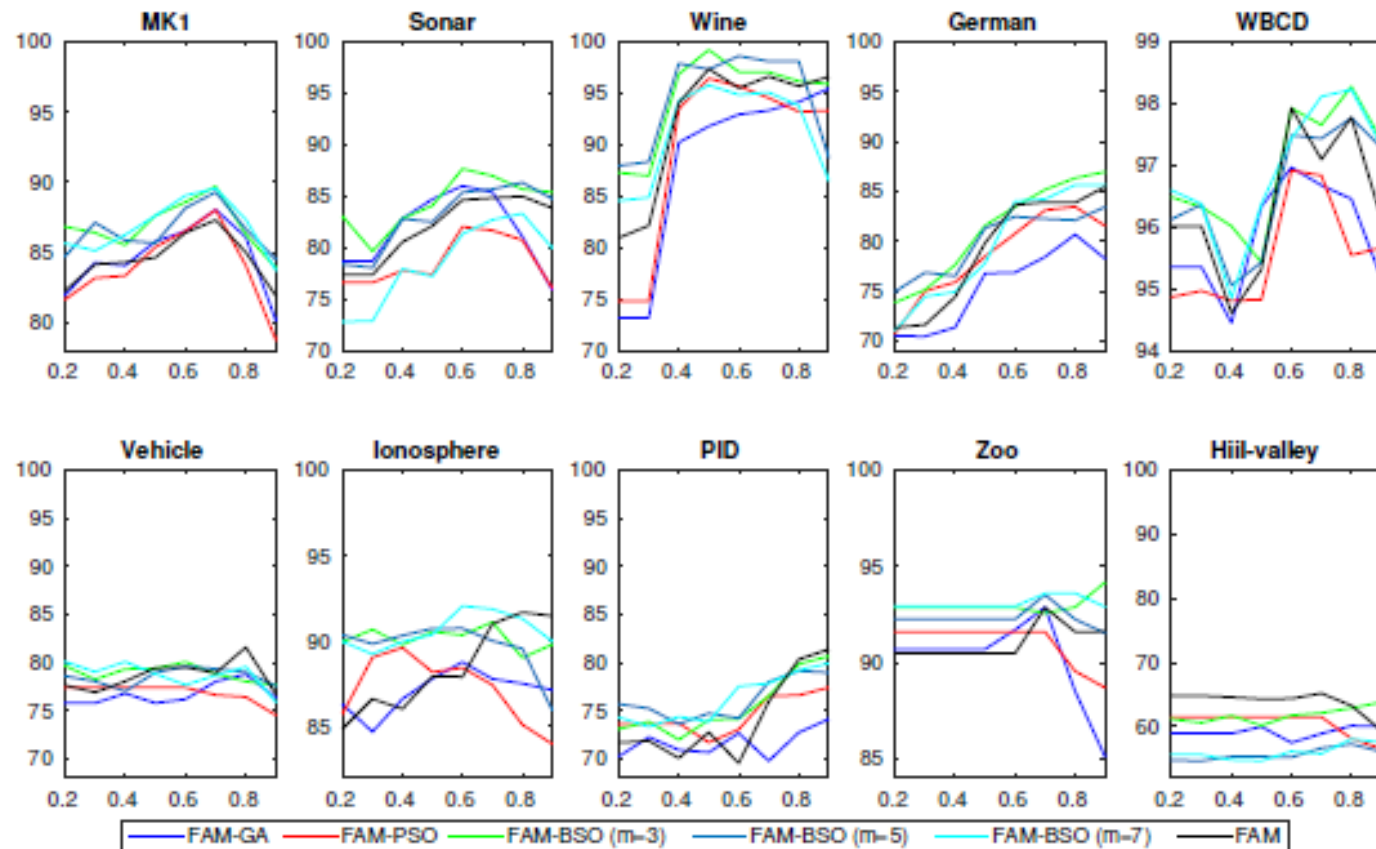 MK1 Sonar Wine German WBCD
100 100 100 100 99
95 95 95 95 98
90 90 90 90 97
85 85 85 85 96
80 80 80 80 95
75 75 75 94
70 70 70
0.2 0.4 0.6 0.8 0.2 0.4 0.6 0.8 0.2 0.4 0.6 0.8 0.2 0.4 0.6 0.8 0.2 0.4 0.6 0.8
Vehicle Ionosphere PID Zoo Hiil-valley
100 100 100 100 100
95 95 95 95 90
90 90 90 90 80
85 85 85 85 70
80 80 60
75 75
70 70
0.2 0.4 0.6 0.8 0.2 0.4 0.6 0.8 0.2 0.4 0.6 0.8 0.2 0.4 0.6 0.8 0.2 0.4 0.6 0.8
FAM-GA FAM-PSO FAM-BSO (m=3) FAM-BSO (m=5) FAM-BSO (m=7) FAM